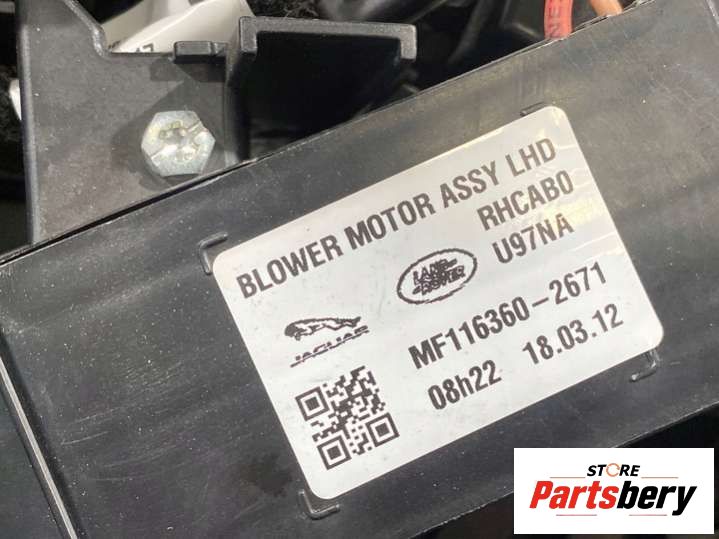 BLOWER MOTOR ASSY LHD
RHCAB0
U97NA
LAND
ROVER
JAGUAR
MF116360-2671
08h22 18.03.12
STORE
Partsbery